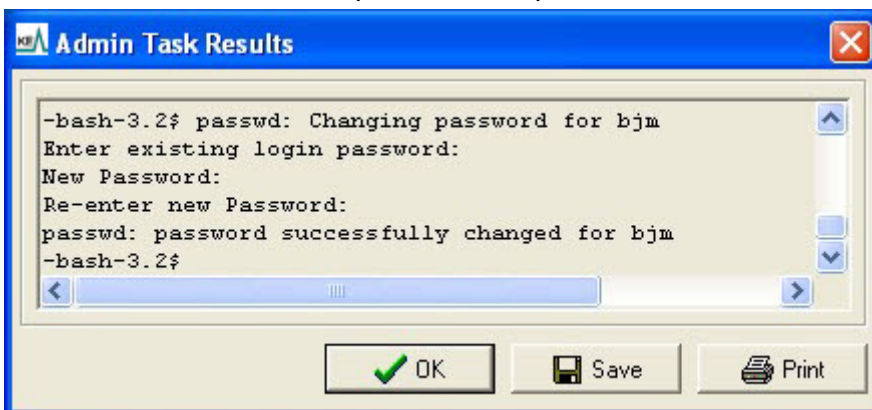 KE Admin Task Results
-bash-3.2$ passwd: Changing password for bjm
Enter existing login password:
New Password:
Re-enter new Password:
passwd: password successfully changed for bjm
-bash-3.2$
OK Save Print